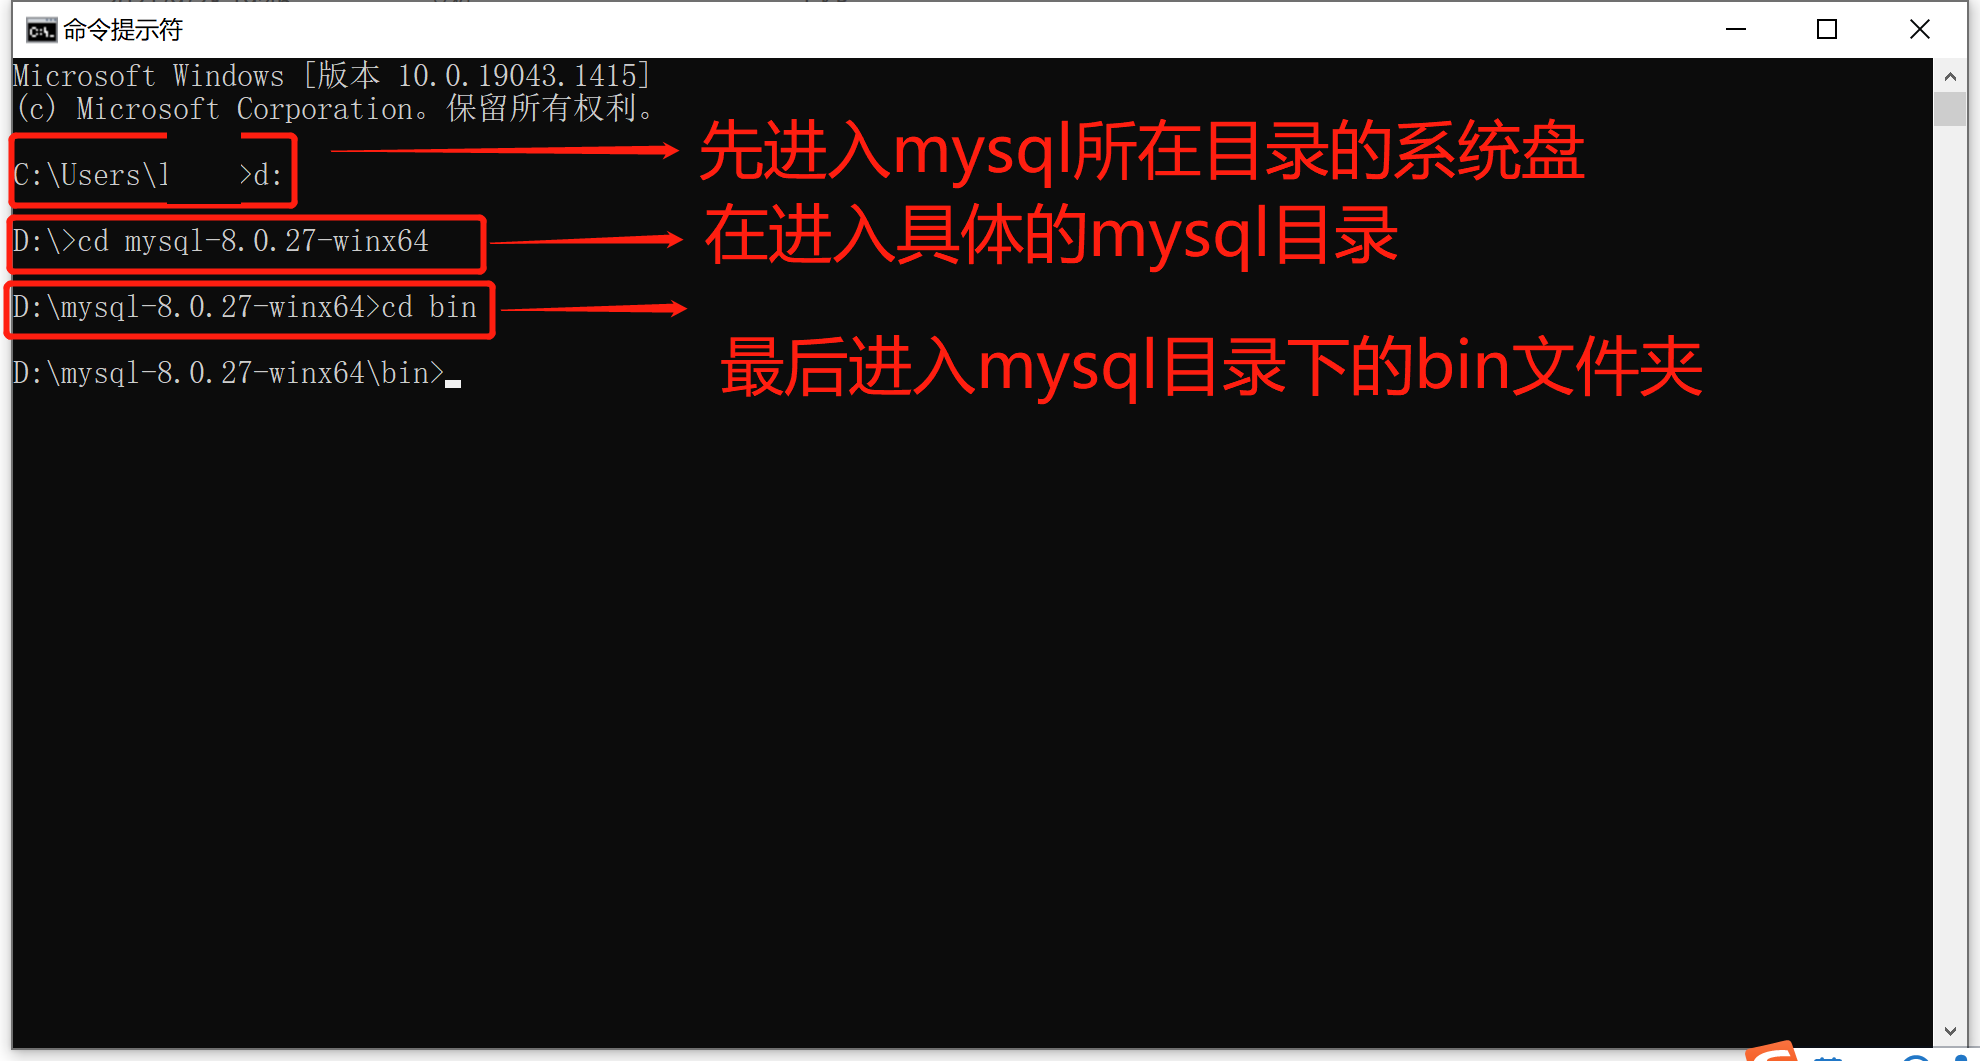 命令提示符
Microsoft Windows [版本 10.0.19043.1415]
(c) Microsoft Corporation。保留所有权利。
C:\Users\l >d:
先进入mysql所在目录的系统盘
D:\>cd mysql-8.0.27-winx64
在进入具体的mysql目录
D:\mysql-8.0.27-winx64>cd bin
最后进入mysql目录下的bin文件夹
D:\mysql-8.0.27-winx64\bin>